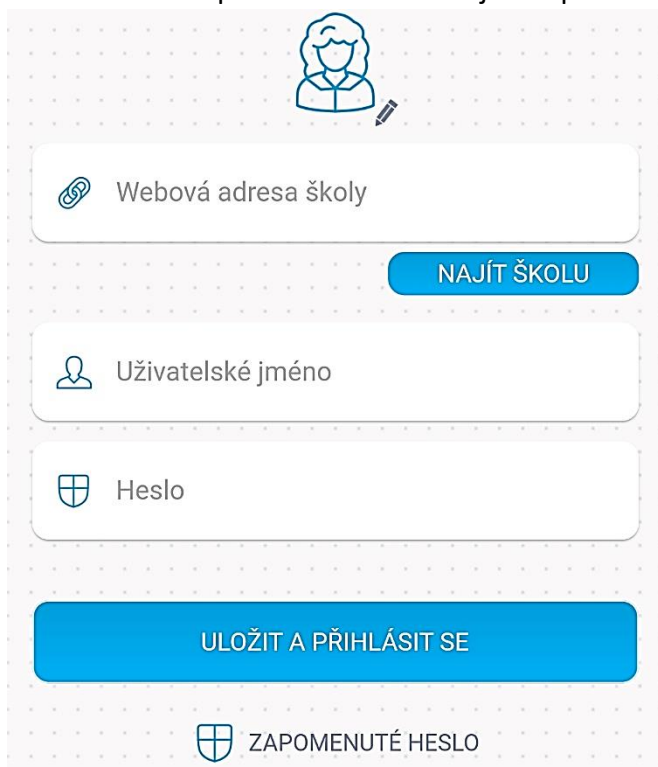 Webová adresa školy
NAJÍT ŠKOLU
Uživatelské jméno
Heslo
ULOŽIT A PŘIHLÁSIT SE
ZAPOMENUTÉ HESLO